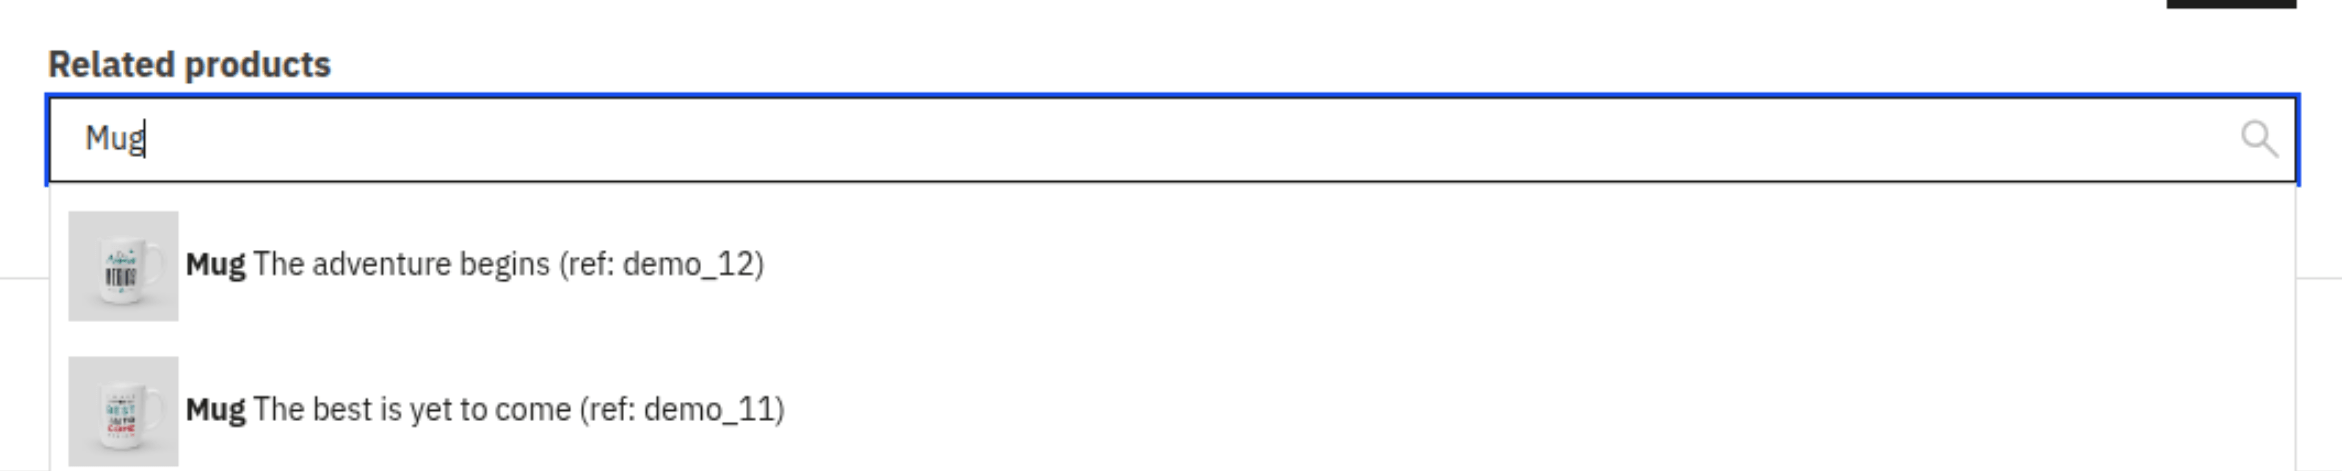 Related products
Mug
Mug The adventure begins (ref: demo_12)
Mug The best is yet to come (ref: demo_11)